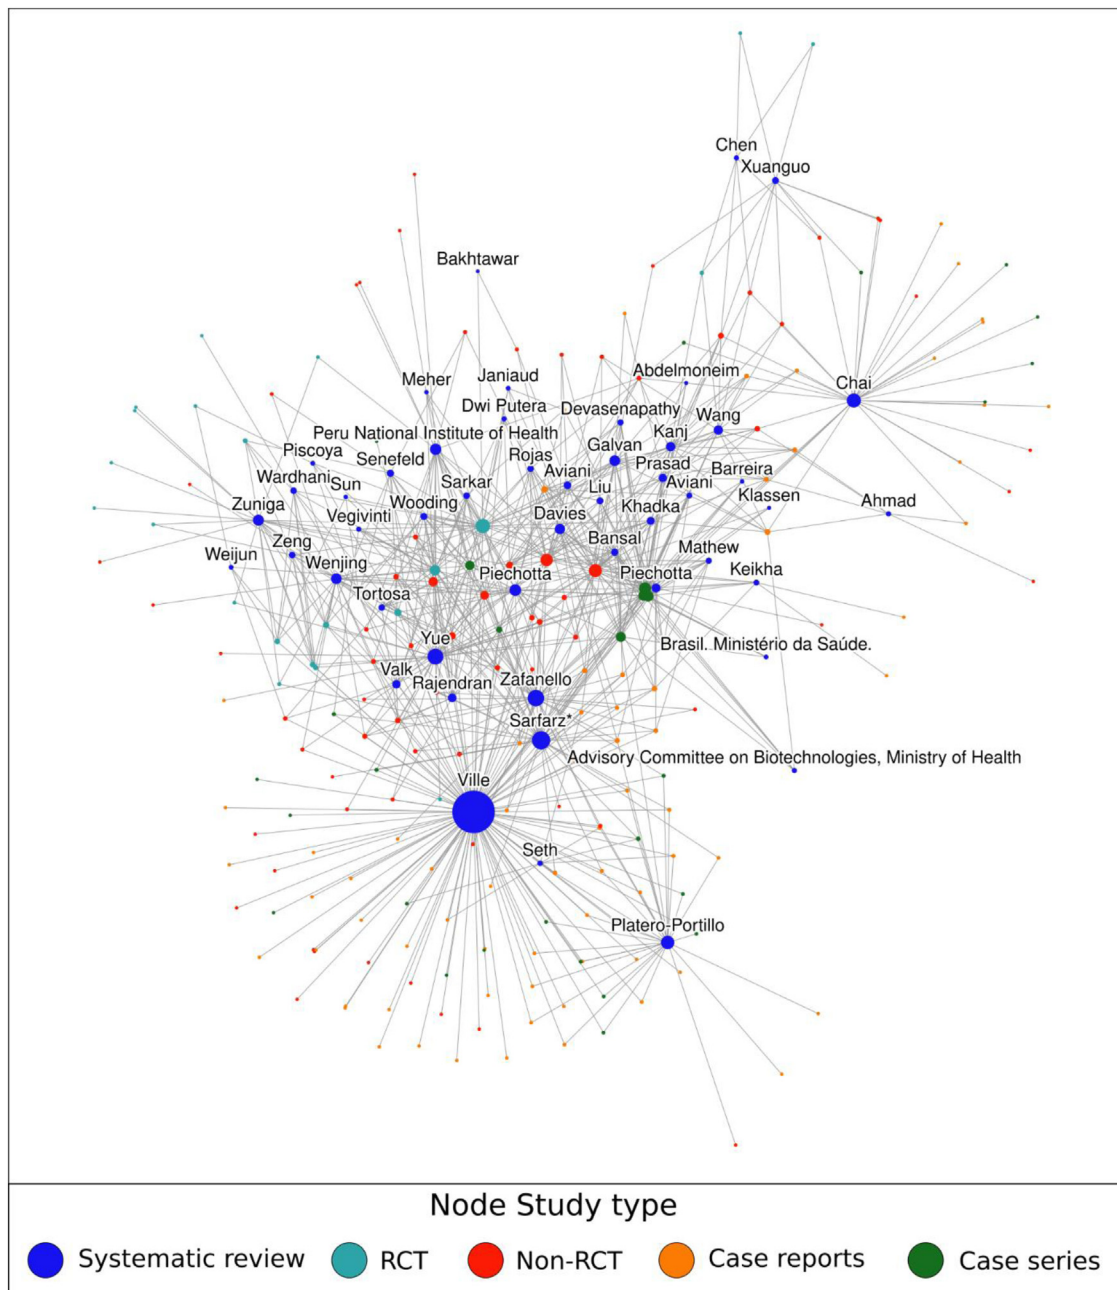 Chen
Xuanguo
Bakhtawar
Meher
Janiaud
Abdelmoneim
Chai
Dwi Putera
Devasenapathy
Wang
Peru National Institute of Health
Galvan
Kanj
Piscoya
Senefeld
Rojas
Aviani
Prasad
Barreira
Wardhani
Sun
Sarkar
Liu
Aviani
Klassen
Ahmad
Zuniga
Vegivinti
Wooding
Davies
Khadka
Weijun
Zeng
Wenjing
Bansal
Mathew
Piechotta
Piechotta
Keikha
Tortosa
Yue
Brasil. Ministério da Saúde.
Valk
Rajendran
Zafanello
Sarfarz*
Advisory Committee on Biotechnologies, Ministry of Health
Ville
Seth
Platero-Portillo
Node Study type
Systematic review
RCT
Non-RCT
Case reports
Case series